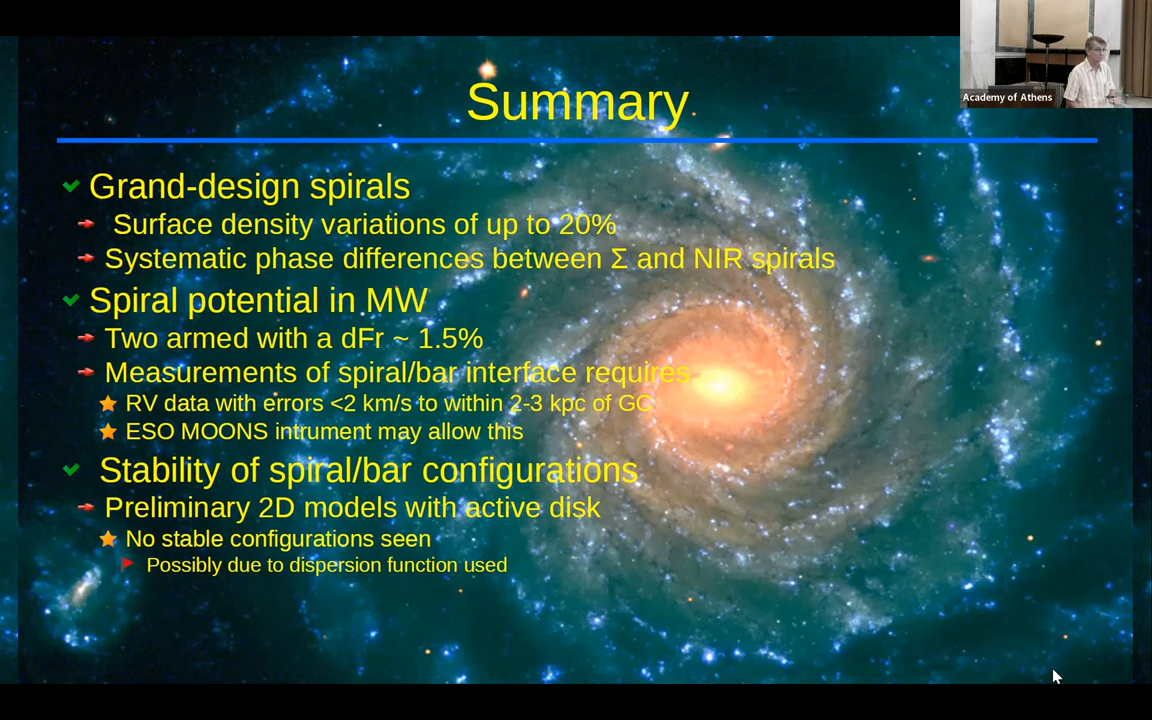 Academy of Athens
Summary
Grand-design spirals
Surface density variations of up to 20%
Systematic phase differences between Σ and NIR spirals
Spiral potential in MW
Two armed with a dFr ~ 1.5%
Measurements of spiral/bar interface requires
RV data with errors <2 km/s to within 2-3 kpc of GC
ESO MOONS intrument may allow this
Stability of spiral/bar configurations
Preliminary 2D models with active disk
No stable configurations seen
Possibly due to dispersion function used